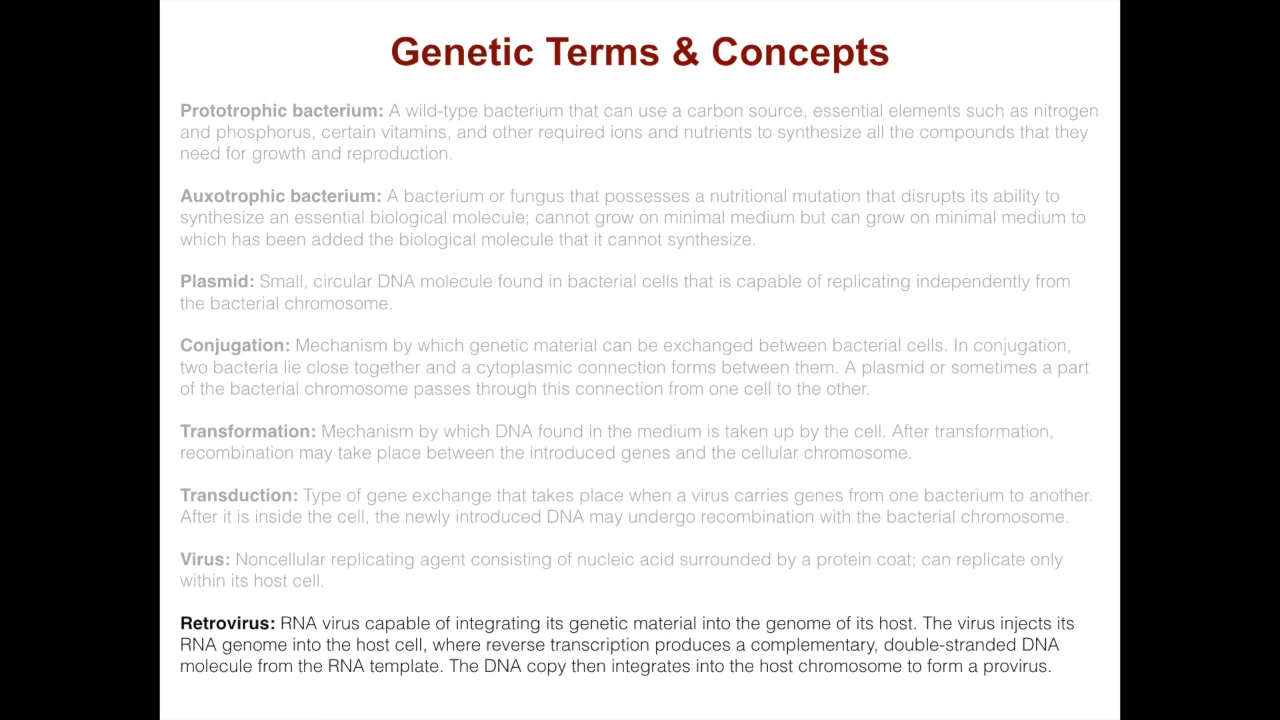 Genetic Terms & Concepts
Prototrophic bacterium: A wild-type bacterium that can use a carbon source, essential elements such as nitrogen
and phosphorus, certain vitamins, and other required ions and nutrients to synthesize all the compounds that they
need for growth and reproduction.
Auxotrophic bacterium: A bacterium or fungus that possesses a nutritional mutation that disrupts its ability to
synthesize an essential biological molecule; cannot grow on minimal medium but can grow on minimal medium to
which has been added the biological molecule that it cannot synthesize.
Plasmid: Small, circular DNA molecule found in bacterial cells that is capable of replicating independently from
the bacterial chromosome.
Conjugation: Mechanism by which genetic material can be exchanged between bacterial cells. In conjugation,
two bacteria lie close together and a cytoplasmic connection forms between them. A plasmid or sometimes a part
of the bacterial chromosome passes through this connection from one cell to the other.
Transformation: Mechanism by which DNA found in the medium is taken up by the cell. After transformation,
recombination may take place between the introduced genes and the cellular chromosome.
Transduction: Type of gene exchange that takes place when a virus carries genes from one bacterium to another.
After it is inside the cell, the newly introduced DNA may undergo recombination with the bacterial chromosome.
Virus: Noncellular replicating agent consisting of nucleic acid surrounded by a protein coat; can replicate only
within its host cell.
Retrovirus: RNA virus capable of integrating its genetic material into the genome of its host. The virus injects its
RNA genome into the host cell, where reverse transcription produces a complementary, double-stranded DNA
molecule from the RNA template. The DNA copy then integrates into the host chromosome to form a provirus.